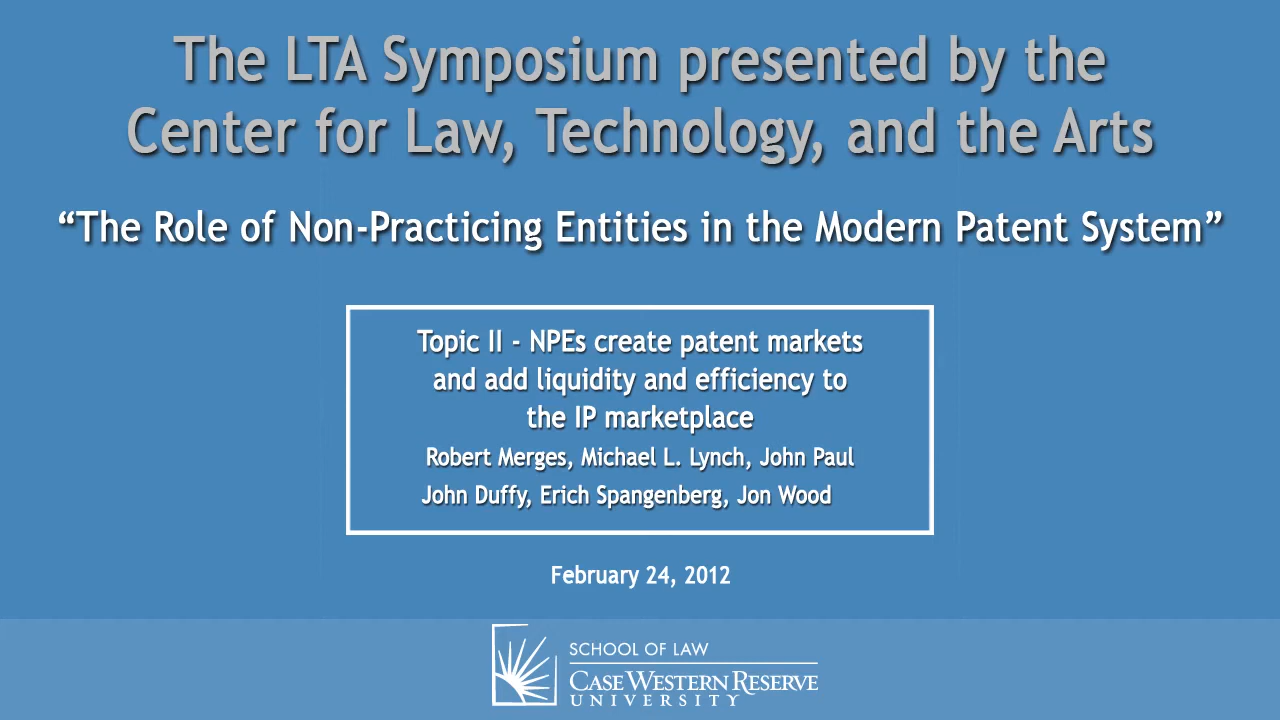 The LTA Symposium presented by the
Center for Law, Technology, and the Arts
“The Role of Non-Practicing Entities in the Modern Patent System”
Topic II - NPEs create patent markets
and add liquidity and efficiency to
the IP marketplace
Robert Merges, Michael L. Lynch, John Paul
John Duffy, Erich Spangenberg, Jon Wood
February 24, 2012
SCHOOL OF LAW
CASE WESTERN RESERVE
UNIVERSITY